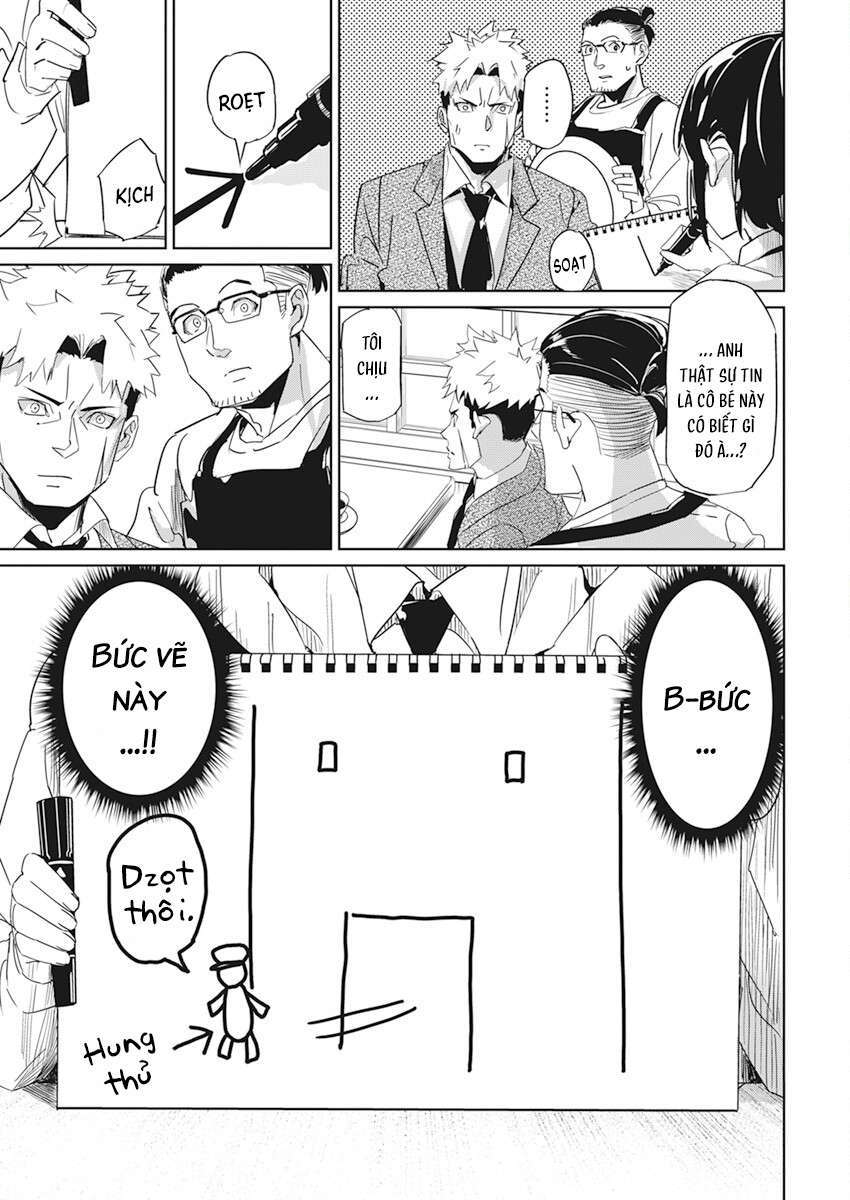 ......
SOẠT
ROẸT
KỊCH
... ANH
THẬT SỰ TIN
LÀ CÔ BÉ NÀY
CÓ BIẾT GÌ
ĐÓ À...?
TÔI
CHỊU
...
B-BỨC
...
BỨC VẼ
NÀY
...!!
Dzọt
thôi.
Hung
thủ